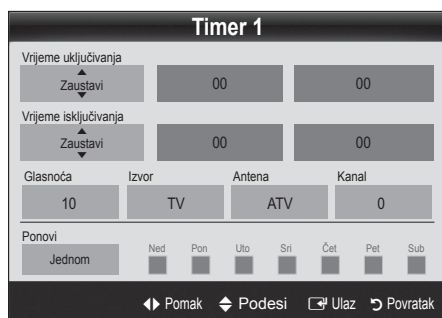 Timer 1
Vrijeme uključivanja
Zaustavi 00 00
Vrijeme isključivanja
Zaustavi 00 00
Glasnoća Izvor Antena Kanal
10 TV ATV 0
Ponovi
Ned Pon Uto Sri Čet Pet Sub
Jednom
Pomak Podesi Ulaz Povratak